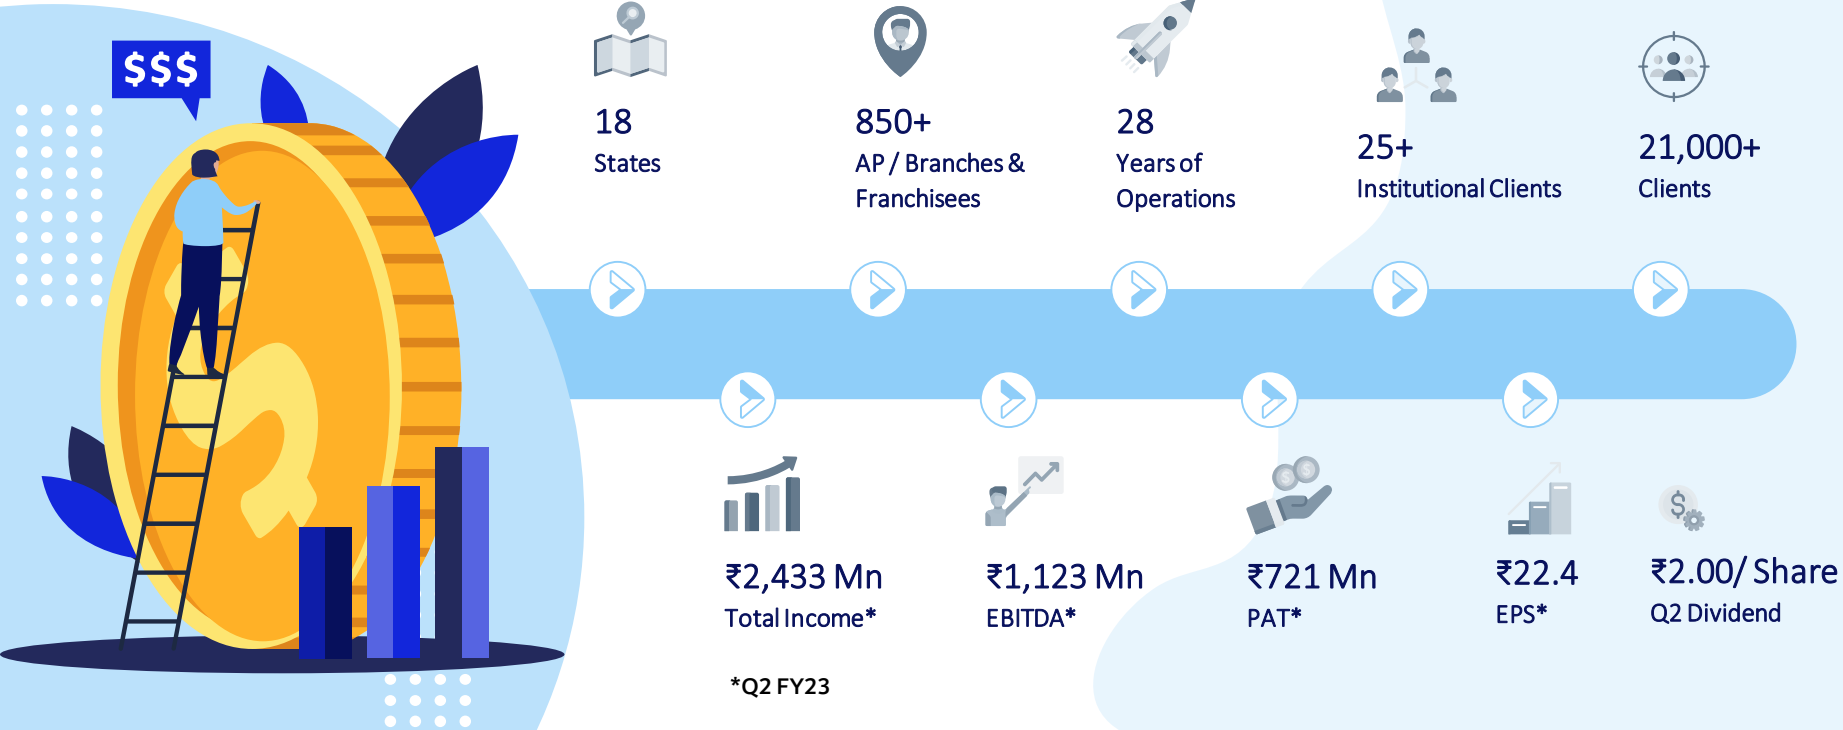 $$$
18
States
850+
AP / Branches &
Franchisees
28
Years of
Operations
25+
Institutional Clients
21,000+
Clients
₹2,433 Mn
Total Income*
₹1,123 Mn
EBITDA*
₹721 Mn
PAT*
₹22.4
EPS*
₹2.00/ Share
Q2 Dividend
*Q2 FY23